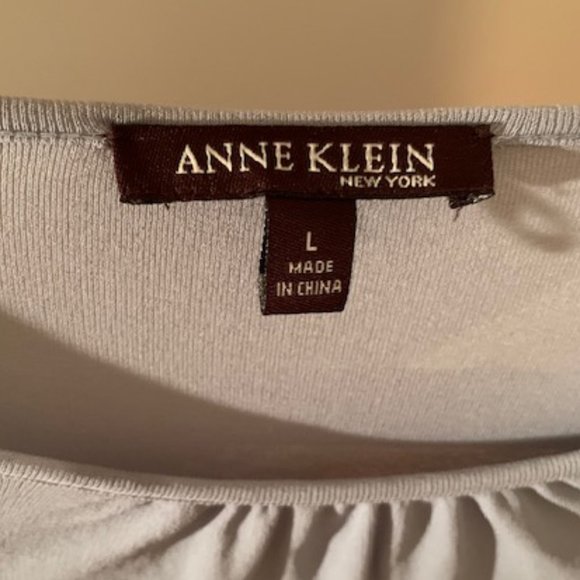 ANNE KLEIN
NEW YORK
L
MADE
IN CHINA